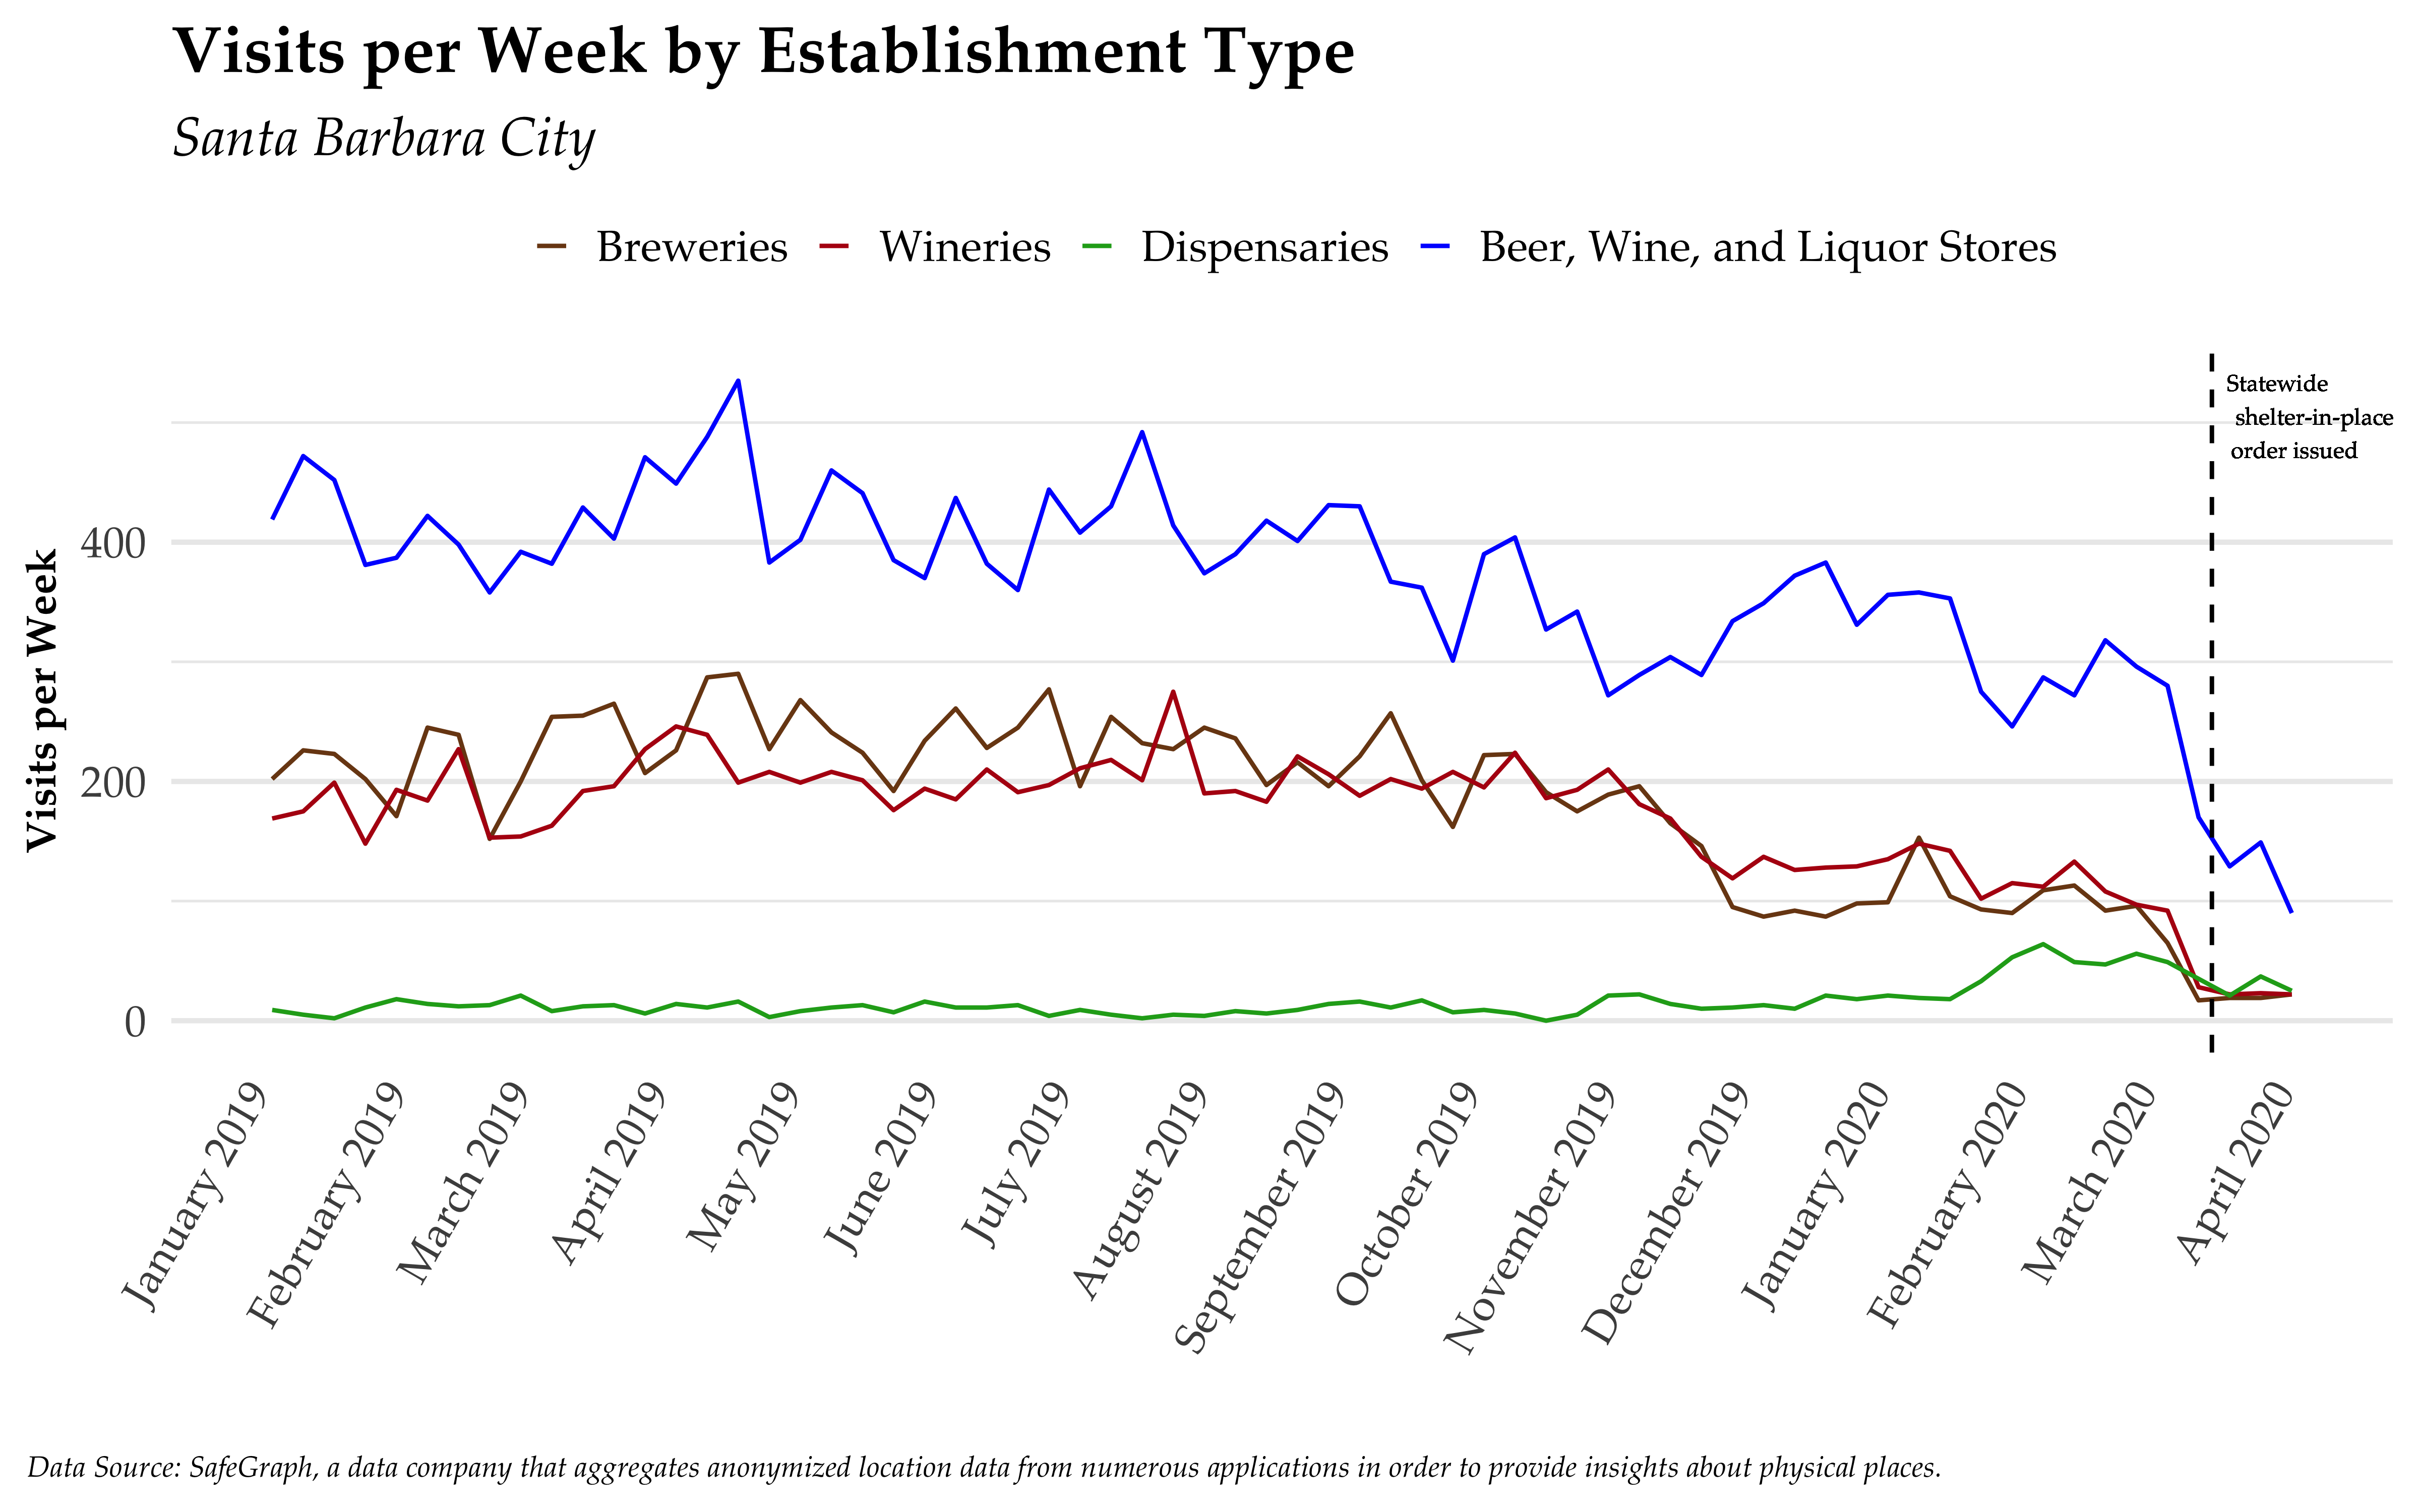 Visits per Week by Establishment Type
Santa Barbara City
Breweries
Wineries
Dispensaries
Beer, Wine, and Liquor Stores
Statewide
shelter-in-place
order issued
Visits per Week
400
200
0
January 2019
February 2019
March 2019
April 2019
May 2019
June 2019
July 2019
August 2019
September 2019
October 2019
November 2019
December 2019
January 2020
February 2020
March 2020
April 2020
Data Source: SafeGraph, a data company that aggregates anonymized location data from numerous applications in order to provide insights about physical places.